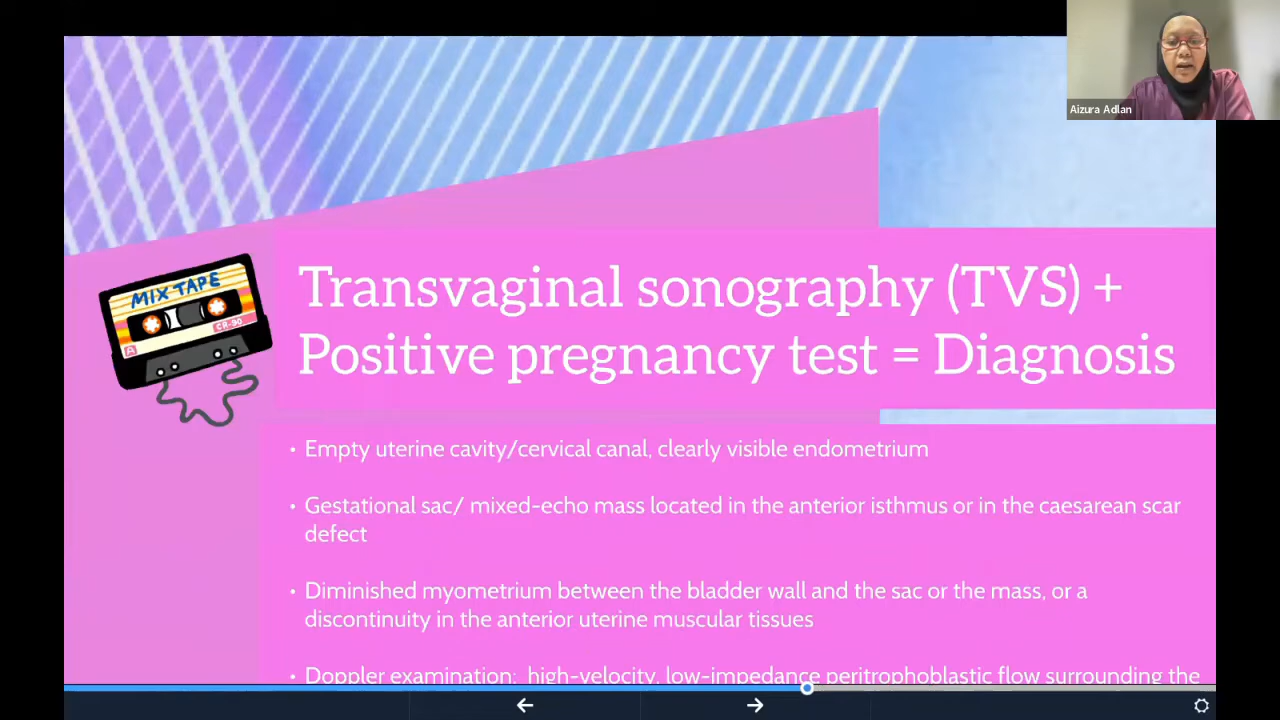 Aizura Adlan
MIX TAPE
CR-90
A
Transvaginal sonography (TVS) +
Positive pregnancy test = Diagnosis
• Empty uterine cavity/cervical canal, clearly visible endometrium
• Gestational sac/ mixed-echo mass located in the anterior isthmus or in the caesarean scar
defect
• Diminished myometrium between the bladder wall and the sac or the mass, or a
discontinuity in the anterior uterine muscular tissues
• Doppler examination: high-velocity, low-impedance peritrophoblastic flow surrounding the